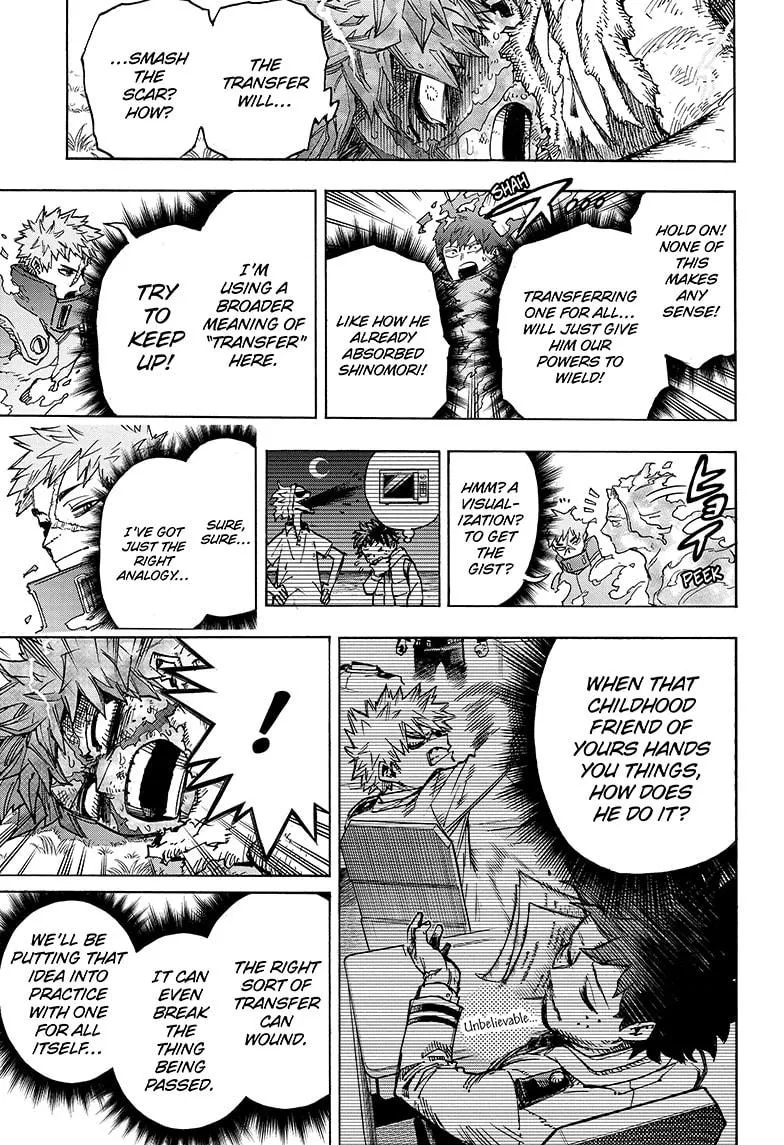 THE
TRANSFER
WILL...
...SMASH
THE
SCAR?
HOW?
HOLD ON!
NONE OF
THIS
MAKES
ANY
SENSE!
SHAH
TRANSFERRING
ONE FOR ALL...
WILL JUST GIVE
HIM OUR
POWERS TO
WIELD!
LIKE HOW HE
ALREADY
ABSORBED
SHINOMORI!
I'M
USING A
BROADER
MEANING OF
"TRANSFER"
HERE.
TRY
TO
KEEP
UP!
ヒョイ
PEEK
HMM? A
VISUAL-
IZATION?
TO GET
THE
GIST?
SURE,
SURE...
I'VE GOT
JUST THE
RIGHT
ANALOGY...
WHEN THAT
CHILDHOOD
FRIEND OF
YOURS HANDS
YOU THINGS,
HOW DOES
HE DO IT?
Unbelievable...
!
THE RIGHT
SORT OF
TRANSFER
CAN
WOUND.
IT CAN
EVEN
BREAK
THE
THING
BEING
PASSED.
WE'LL BE
PUTTING THAT
IDEA INTO
PRACTICE
WITH ONE
FOR ALL
ITSELF...